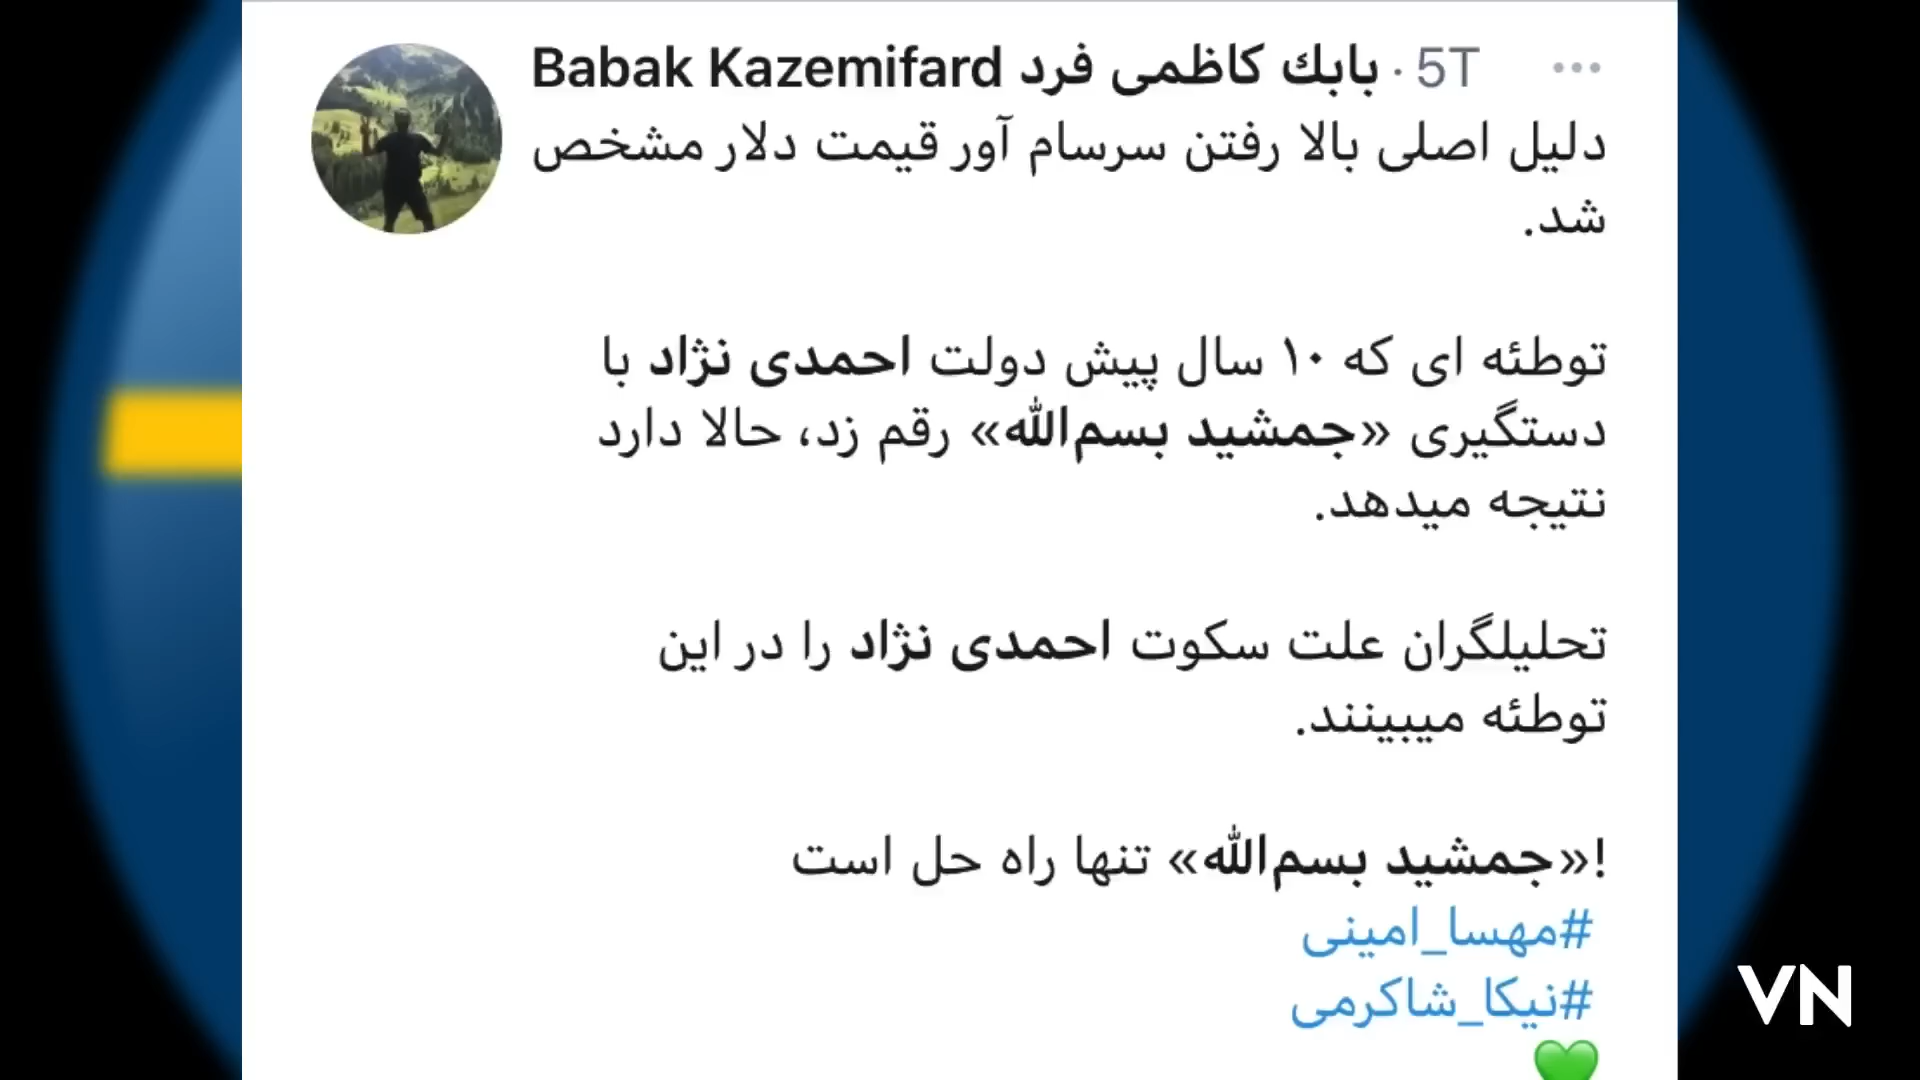 Babak Kazemifard بابك كاظمی فرد · 5T
دلیل اصلی بالا رفتن سرسام آور قیمت دلار مشخص
شد.
توطئه ای که ۱۰ سال پیش دولت احمدی نژاد با
دستگیری «جمشید بسم‌الله» رقم زد، حالا دارد
نتیجه میدهد.
تحلیلگران علت سکوت احمدی نژاد را در این
توطئه میبینند.
!«جمشید بسم‌الله» تنها راه حل است
#مهسا_امینی
#نیکا_شاکرمی
💚
VN